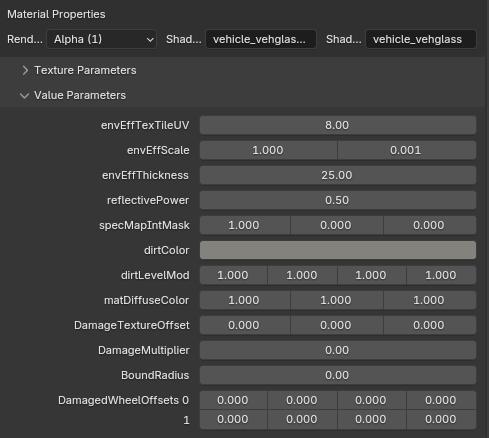 Material Properties
Rend... Alpha (1) Shad... vehicle_vehglas... Shad... vehicle_vehglass
Texture Parameters
Value Parameters
envEffTexTileUV 8.00
envEffScale 1.000 0.001
envEffThickness 25.00
reflectivePower 0.50
specMapIntMask 1.000 0.000 0.000
dirtColor
dirtLevelMod 1.000 1.000 1.000 1.000
matDiffuseColor 1.000 1.000 1.000
DamageTextureOffset 0.000 0.000 0.000
DamageMultiplier 0.00
BoundRadius 0.00
DamagedWheelOffsets 0 0.000 0.000 0.000 0.000
1 0.000 0.000 0.000 0.000